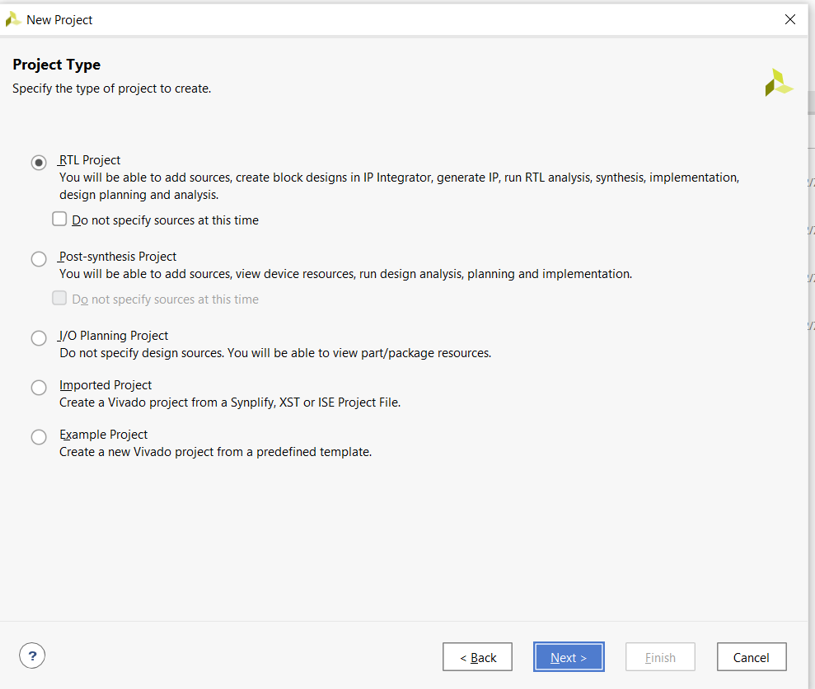 New Project
Project Type
Specify the type of project to create.
RTL Project
You will be able to add sources, create block designs in IP Integrator, generate IP, run RTL analysis, synthesis, implementation,
design planning and analysis.
Do not specify sources at this time
Post-synthesis Project
You will be able to add sources, view device resources, run design analysis, planning and implementation.
Do not specify sources at this time
I/O Planning Project
Do not specify design sources. You will be able to view part/package resources.
Imported Project
Create a Vivado project from a Synplify, XST or ISE Project File.
Example Project
Create a new Vivado project from a predefined template.
? < Back Next > Finish Cancel